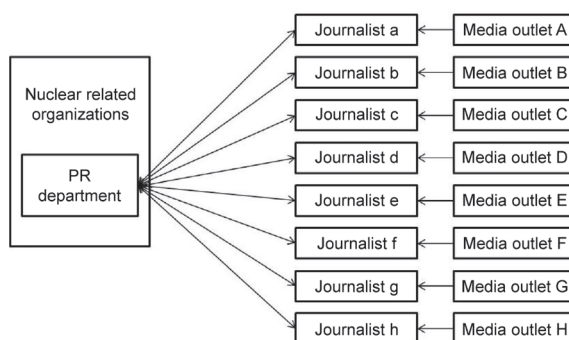 Nuclear related
organizations
PR
department
Journalist a
Media outlet A
Journalist b
Media outlet B
Journalist c
Media outlet C
Journalist d
Media outlet D
Journalist e
Media outlet E
Journalist f
Media outlet F
Journalist g
Media outlet G
Journalist h
Media outlet H